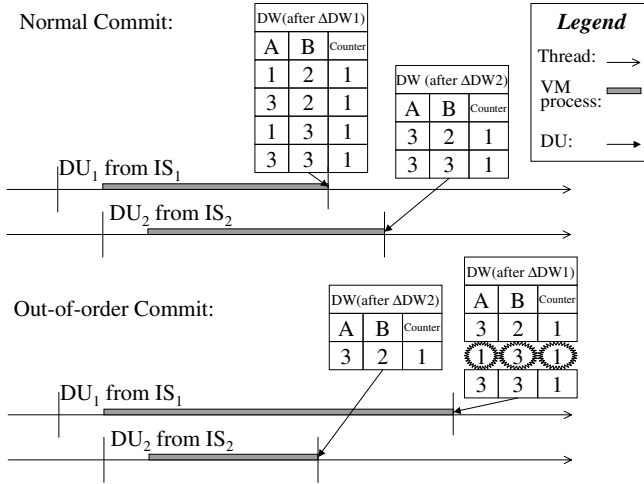 Normal Commit:
DW(after ΔDW1)
A B Counter
1 2 1
3 2 1
1 3 1
3 3 1
DW (after ΔDW2)
A B Counter
3 2 1
3 3 1
Legend
Thread:
VM
process:
DU:
DU₁ from IS₁
DU₂ from IS₂
Out-of-order Commit:
DW(after ΔDW2)
A B Counter
3 2 1
DW(after ΔDW1)
A B Counter
3 2 1
1 3 1
3 3 1
DU₁ from IS₁
DU₂ from IS₂